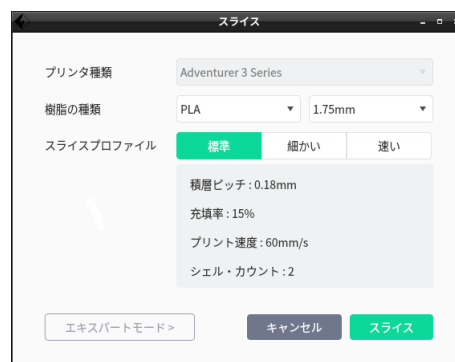 スライス
プリンタ種類 Adventurer 3 Series
樹脂の種類 PLA 1.75mm
スライスプロファイル 標準 細かい 速い
積層ピッチ : 0.18mm
充填率 : 15%
プリント速度 : 60mm/s
シェル・カウント : 2
エキスパートモード > キャンセル スライス